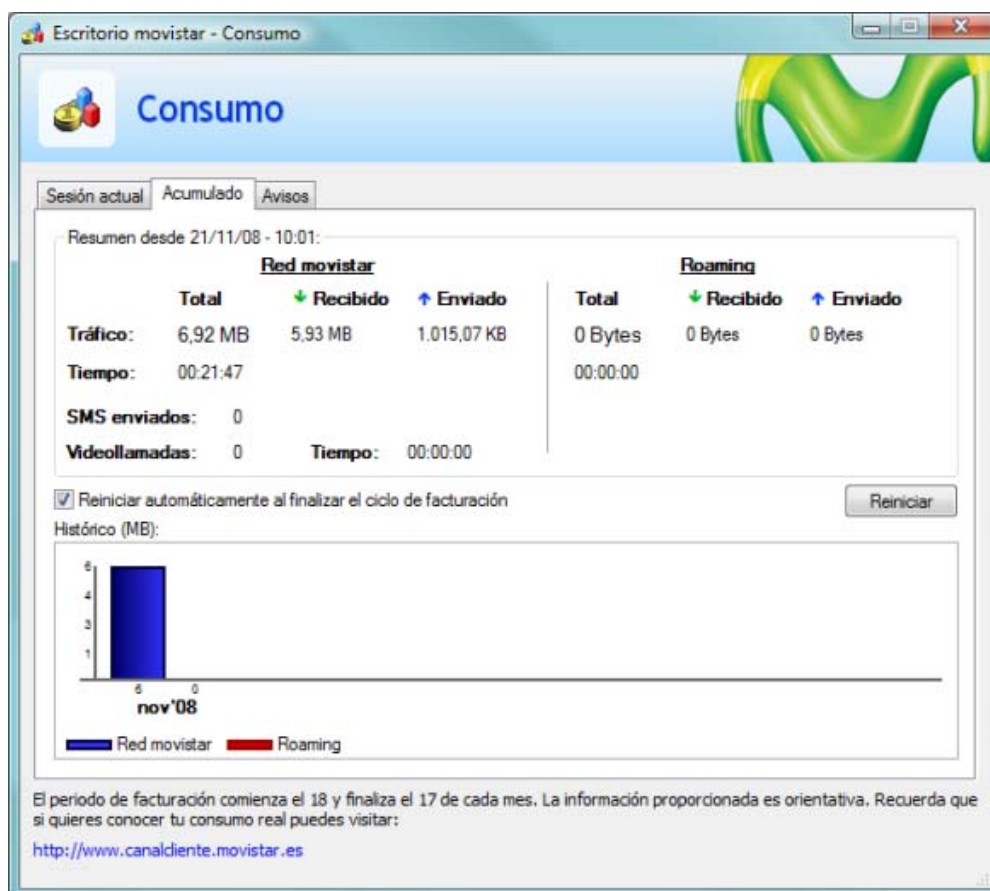 Escritorio movistar - Consumo
Consumo
Sesión actual Acumulado Avisos
Resumen desde 21/11/08 - 10:01:
Red movistar Roaming
Total Recibido Enviado Total Recibido Enviado
Tráfico: 6,92 MB 5,93 MB 1.015,07 KB 0 Bytes 0 Bytes 0 Bytes
Tiempo: 00:21:47 00:00:00
SMS enviados: 0
Videollamadas: 0 Tiempo: 00:00:00
Reiniciar automáticamente al finalizar el ciclo de facturación Reiniciar
Histórico (MB):
6
4
3
1
6 0
nov'08
Red movistar Roaming
El periodo de facturación comienza el 18 y finaliza el 17 de cada mes. La información proporcionada es orientativa. Recuerda que
si quieres conocer tu consumo real puedes visitar:
http://www.canalcliente.movistar.es